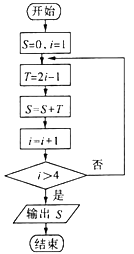 开始
S=0, i=1
T=2i-1
S=S+T
i=i+1
i>4
否
是
输出 S
结束